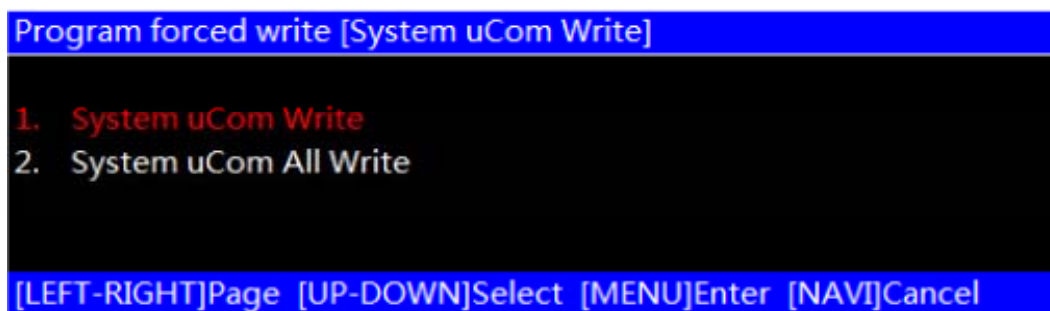 Program forced write [System uCom Write]
1. System uCom Write
2. System uCom All Write
[LEFT-RIGHT]Page [UP-DOWN]Select [MENU]Enter [NAVI]Cancel